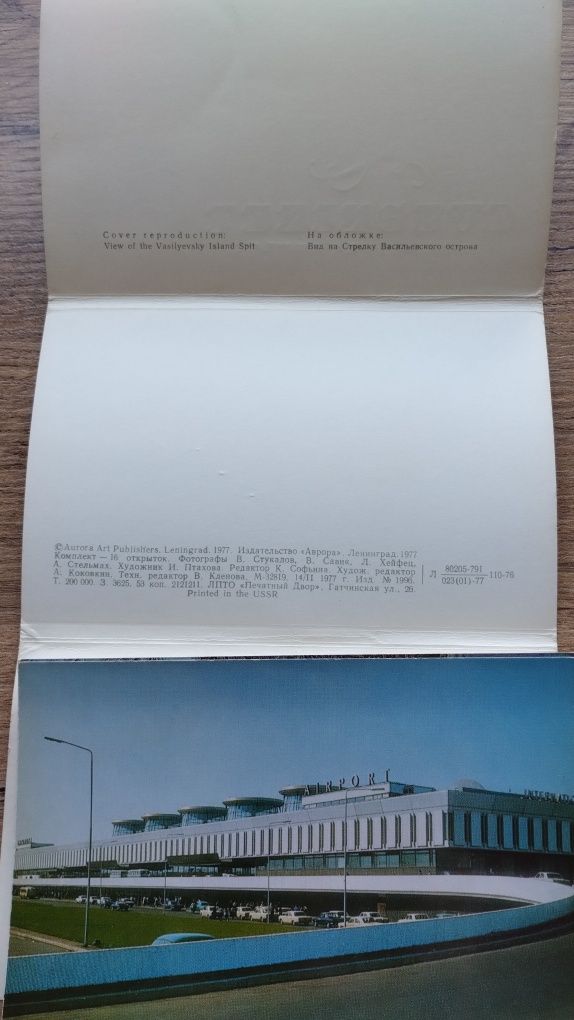 Cover reproduction:
View of the Vasilyevsky Island Spit
На обложке:
Вид на Стрелку Васильевского острова
©Aurora Art Publishers. Leningrad. 1977. Издательство «Аврора». Ленинград. 1977
Комплект — 16 открыток. Фотографы В. Стукалов, В. Савик, Л. Хейфец,
А. Стельмах. Художник И. Птахова. Редактор К. Софьина. Худож. редактор
А. Коковкин. Техн. редактор В. Кленова. М-32819. 14/II 1977 г. Изд. № 1996.
Т. 200 000. З. 3625. 53 коп. 2121211. ЛПТО «Печатный Двор». Гатчинская ул., 26.
Printed in the USSR
Л 80205-791
023(01)-77 110-76
AIRPORT